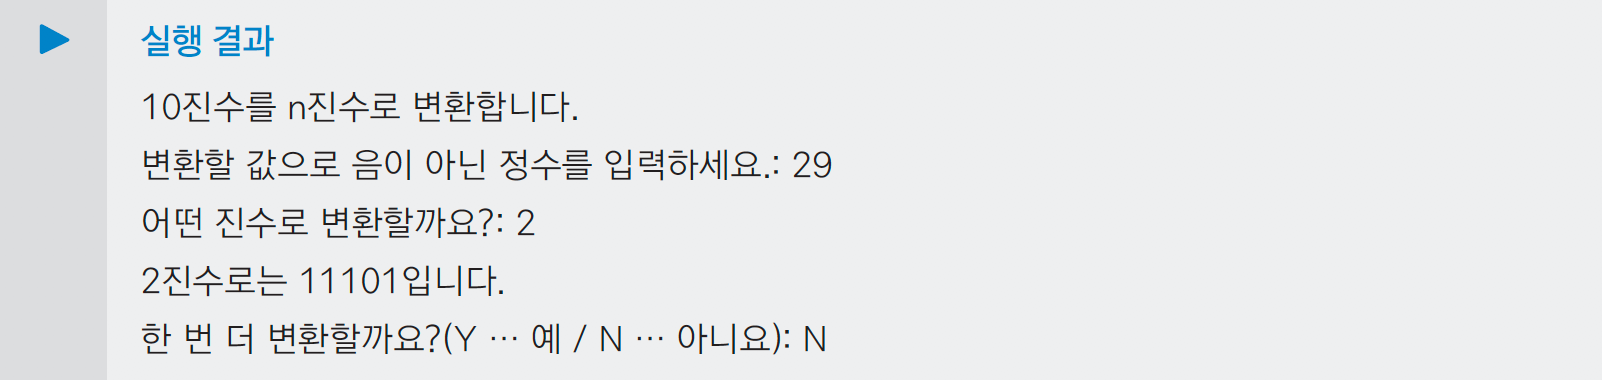 실행 결과
10진수를 n진수로 변환합니다.
변환할 값으로 음이 아닌 정수를 입력하세요.: 29
어떤 진수로 변환할까요?: 2
2진수로는 11101입니다.
한 번 더 변환할까요?(Y … 예 / N … 아니요): N